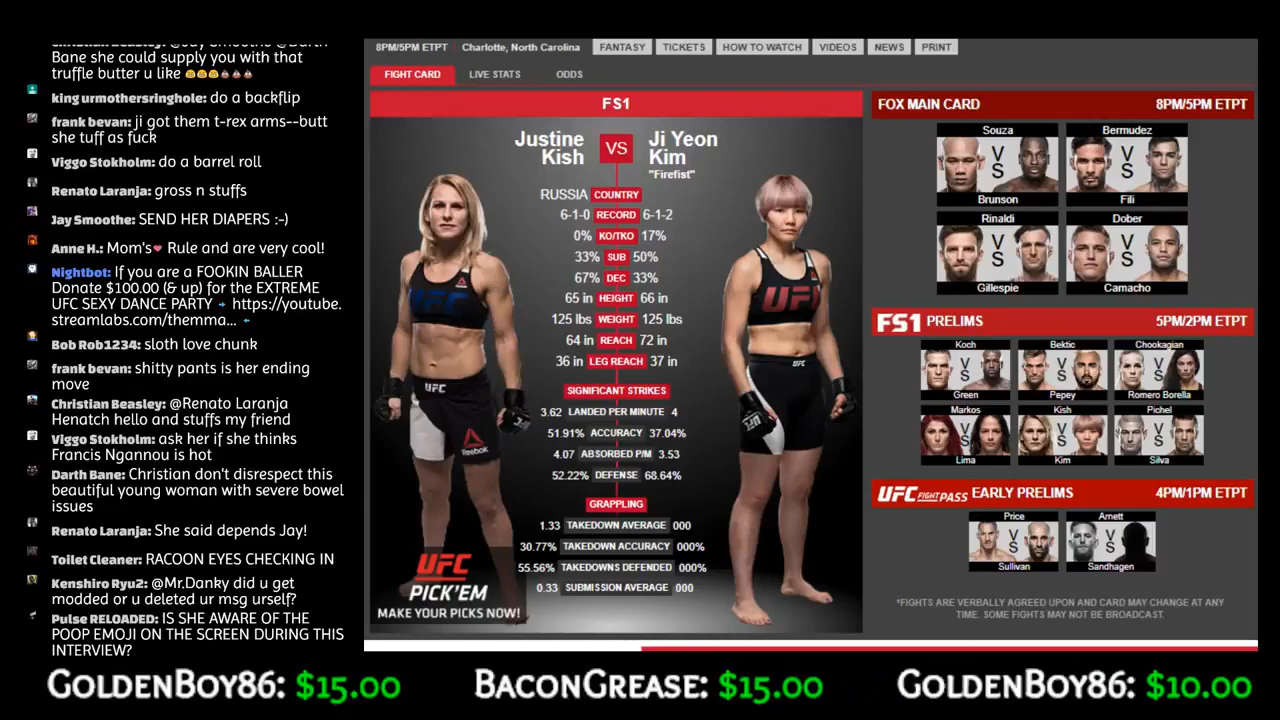 Bane she could supply you with that
truffle butter u like
king urmothersringhole: do a backflip
frank bevan: ji got them t-rex arms--butt
she tuff as fuck
Viggo Stokholm: do a barrel roll
Renato Laranja: gross n stuffs
Jay Smoothe: SEND HER DIAPERS :-)
Anne H.: Mom's❤ Rule and are very cool!
Nightbot: If you are a FOOKIN BALLER
Donate $100.00 (& up) for the EXTREME
UFC SEXY DANCE PARTY → https://youtube.
streamlabs.com/themma... ←
Bob Rob1234: sloth love chunk
frank bevan: shitty pants is her ending
move
Christian Beasley: @Renato Laranja
Henatch hello and stuffs my friend
Viggo Stokholm: ask her if she thinks
Francis Ngannou is hot
Darth Bane: Christian don't disrespect this
beautiful young woman with severe bowel
issues
Renato Laranja: She said depends Jay!
Toilet Cleaner: RACOON EYES CHECKING IN
Kenshiro Ryu2: @Mr.Danky did u get
modded or u deleted ur msg urself?
Pulse RELOADED: IS SHE AWARE OF THE
POOP EMOJI ON THE SCREEN DURING THIS
INTERVIEW?
8PM/5PM ETPT | Charlotte, North Carolina
FANTASY TICKETS HOW TO WATCH VIDEOS NEWS PRINT
FIGHT CARD LIVE STATS ODDS
FS1
Justine
Kish
VS
Ji Yeon
Kim
"Firefist"
RUSSIA COUNTRY
6-1-0 RECORD 6-1-2
0% KO/TKO 17%
33% SUB 50%
67% DEC 33%
65 in HEIGHT 66 in
125 lbs WEIGHT 125 lbs
64 in REACH 72 in
36 in LEG REACH 37 in
SIGNIFICANT STRIKES
3.62 LANDED PER MINUTE 4
51.91% ACCURACY 37.04%
4.07 ABSORBED P/M 3.53
52.22% DEFENSE 68.64%
GRAPPLING
1.33 TAKEDOWN AVERAGE 000
30.77% TAKEDOWN ACCURACY 000%
55.56% TAKEDOWNS DEFENDED 000%
0.33 SUBMISSION AVERAGE 000
UFC
UFC
UFC
Reebok
UFC
UFC
PICK'EM
MAKE YOUR PICKS NOW!
FOX MAIN CARD 8PM/5PM ETPT
Souza Bermudez
VS VS
Brunson Fili
Rinaldi Dober
VS VS
Gillespie Camacho
FS1 PRELIMS 5PM/2PM ETPT
Koch Bektic Chookagian
VS VS VS
Green Pepey Romero Borella
Markos Kish Pichel
VS VS VS
Lima Kim Silva
UFC FIGHT PASS EARLY PRELIMS 4PM/1PM ETPT
Price Arnett
VS VS
Sullivan Sandhagen
*FIGHTS ARE VERBALLY AGREED UPON AND CARD MAY CHANGE AT ANY
TIME. SOME FIGHTS MAY NOT BE BROADCAST.
GOLDENBOY86: $15.00 BACONGREASE: $15.00 GOLDENBOY86: $10.00